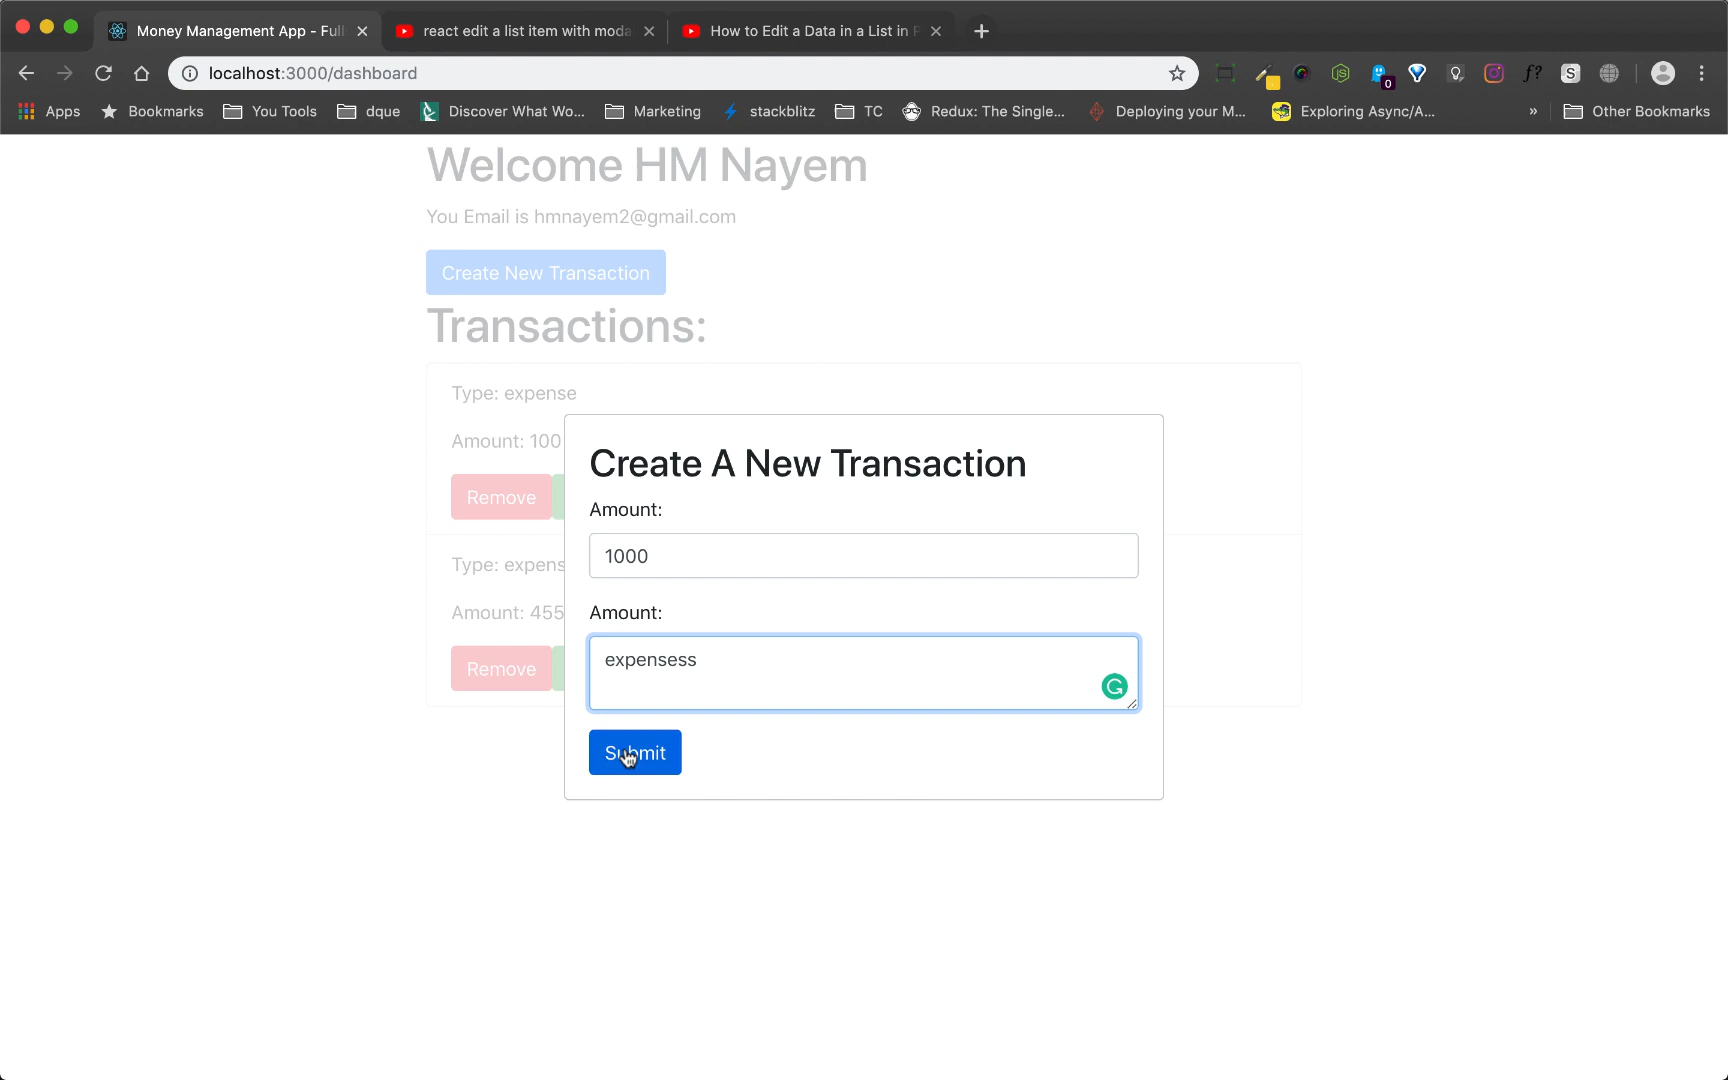 Money Management App - Full
react edit a list item with moda
How to Edit a Data in a List in
localhost:3000/dashboard
0
f?
S
Apps
Bookmarks
You Tools
dque
Discover What Wo...
Marketing
stackblitz
TC
Redux: The Single...
Deploying your M...
Exploring Async/A...
»
Other Bookmarks
Welcome HM Nayem
You Email is hmnayem2@gmail.com
Create New Transaction
Transactions:
Type: expense
Amount: 100
Remove
Type: expens
Amount: 455
Remove
Create A New Transaction
Amount:
1000
Amount:
expensess
Submit